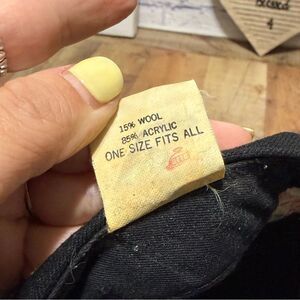 15% WOOL
85% ACRYLIC
ONE SIZE FITS ALL